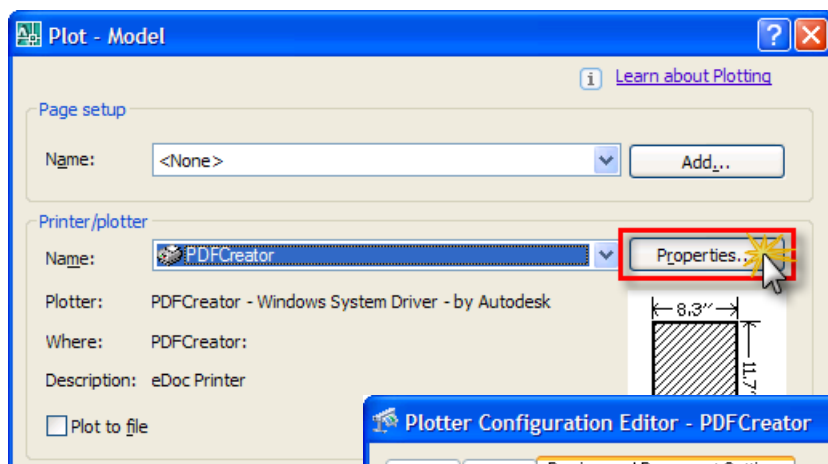 Plot - Model
Learn about Plotting
Page setup
Name: <None> Add...
Printer/plotter
Name: PDFCreator Properties...
Plotter: PDFCreator - Windows System Driver - by Autodesk
8.3"
Where: PDFCreator:
11.7
Description: eDoc Printer
Plot to file
Plotter Configuration Editor - PDFCreator